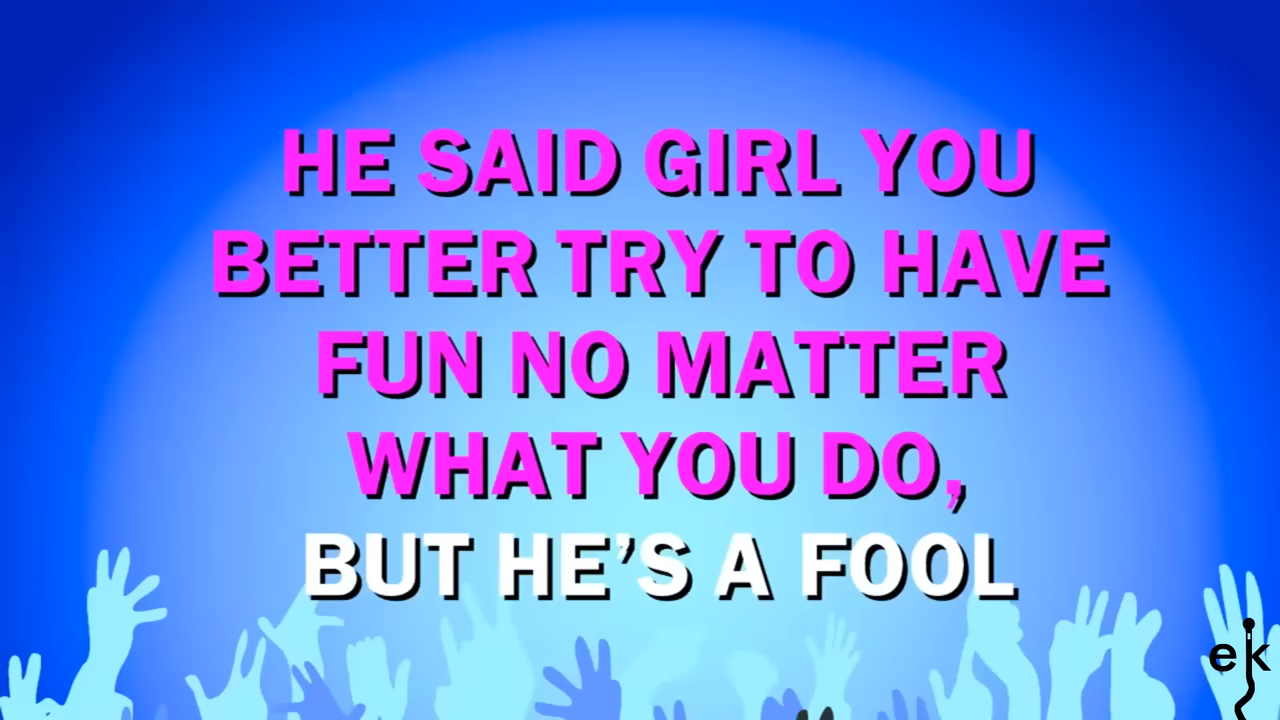 HE SAID GIRL YOU
BETTER TRY TO HAVE
FUN NO MATTER
WHAT YOU DO,
BUT HE'S A FOOL
ek